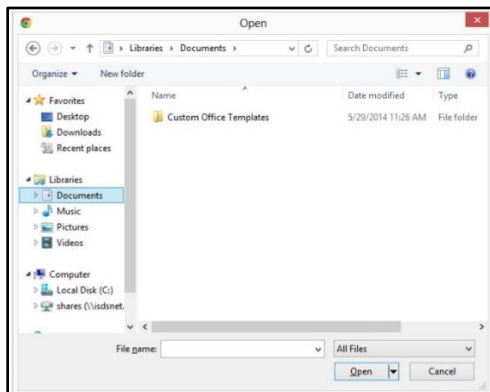 Open
Libraries Documents Search Documents
Organize New folder
Favorites
Desktop
Downloads
Recent places
Libraries
Documents
Music
Pictures
Videos
Computer
Local Disk (C:)
shares (\\isdsnet.
Name Date modified Type
Custom Office Templates 5/29/2014 11:26 AM File folder
File name: All Files
Open Cancel